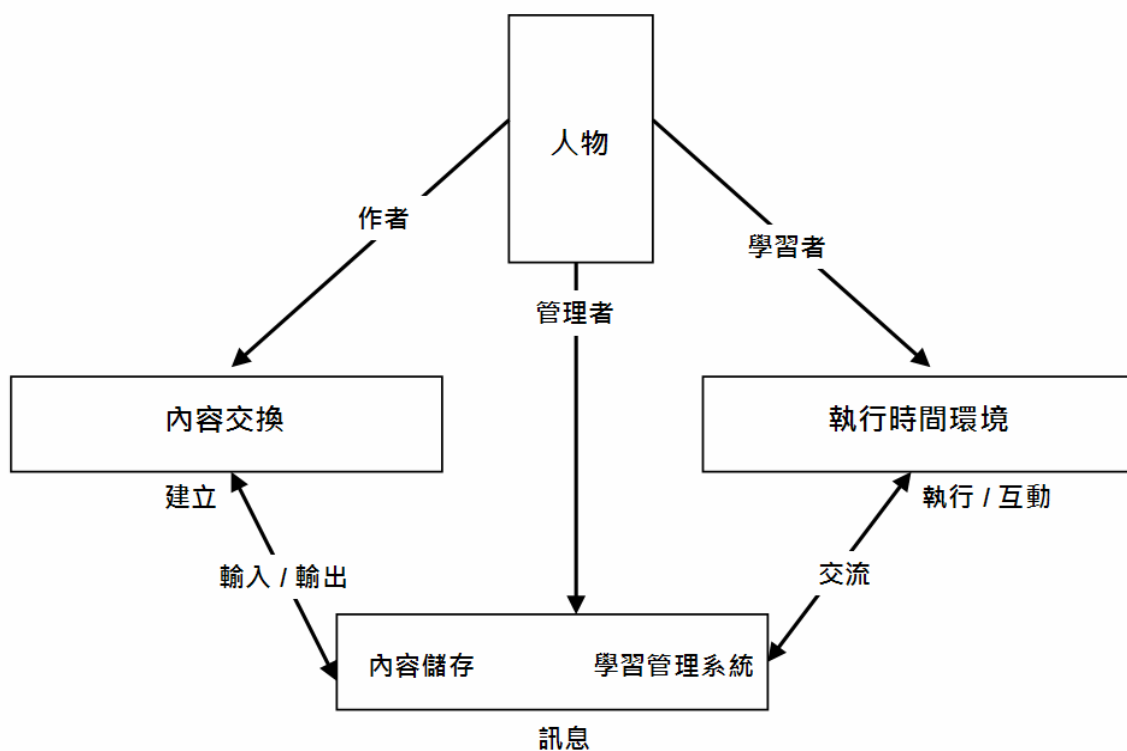 人物
作者
學習者
管理者
內容交換
執行時間環境
建立
執行 / 互動
輸入 / 輸出
交流
內容儲存 學習管理系統
訊息